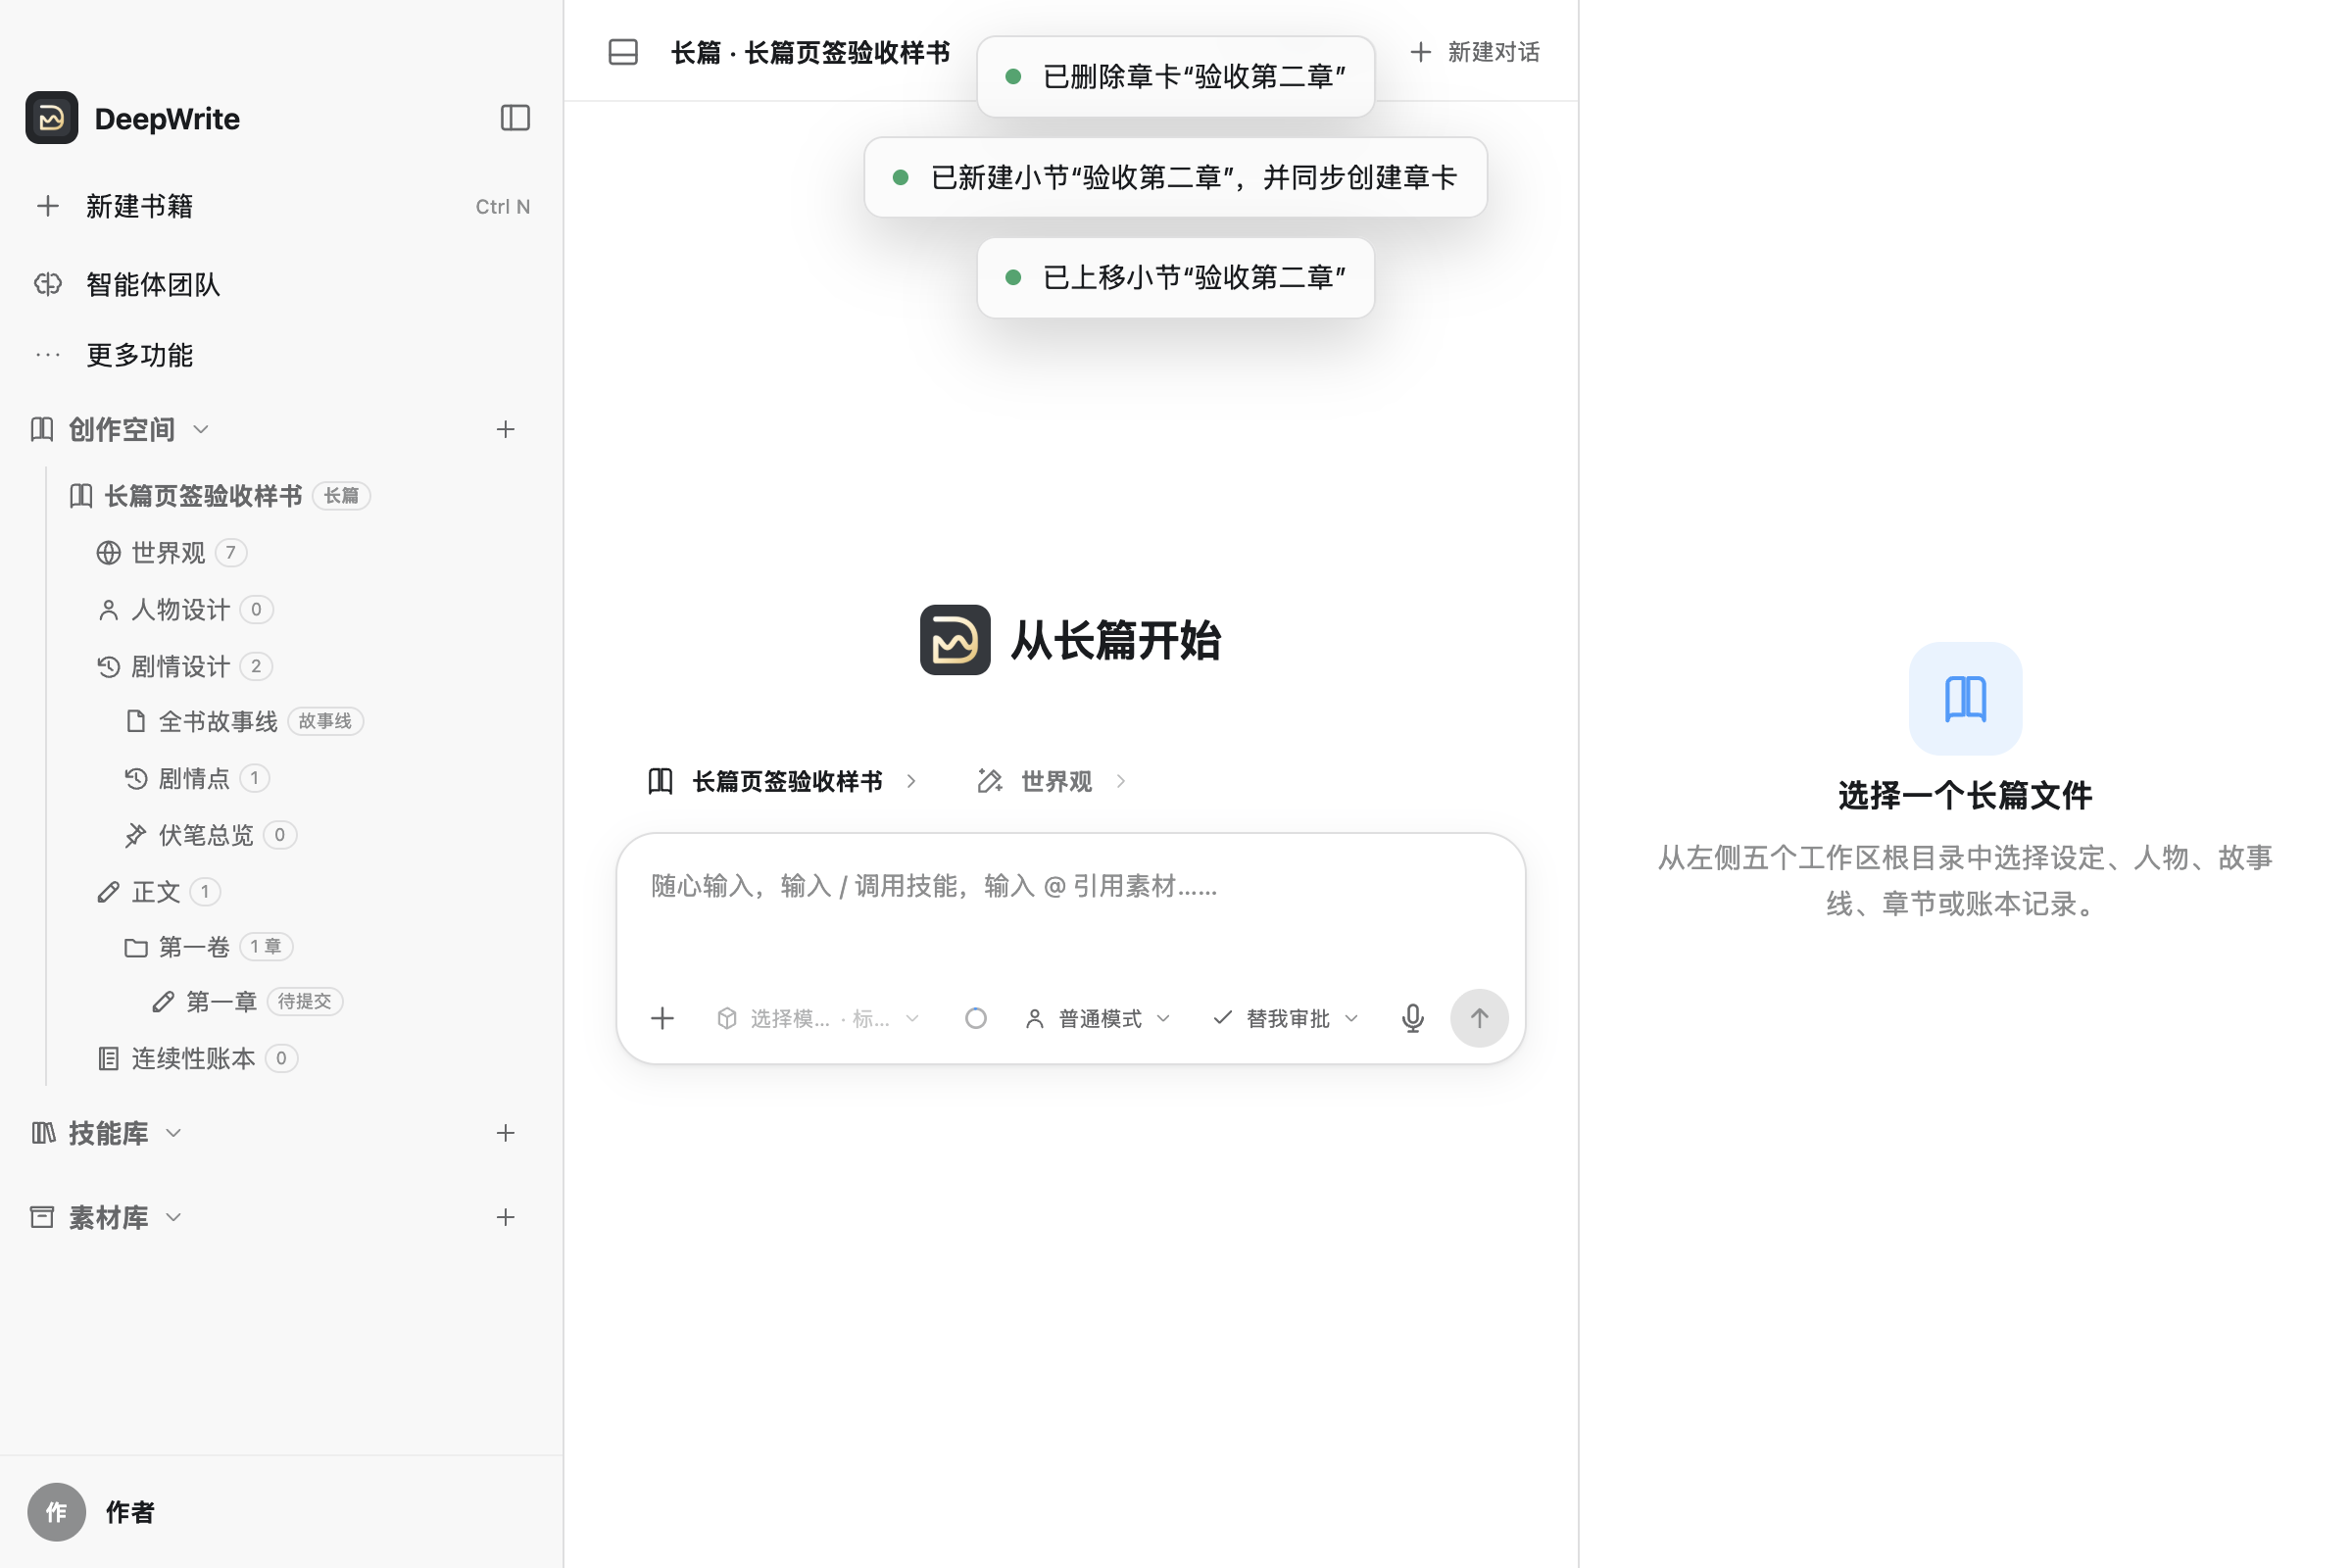 DeepWrite
新建书籍 Ctrl N
智能体团队
更多功能
创作空间
长篇页签验收样书 长篇
世界观 7
人物设计 0
剧情设计 2
全书故事线 故事线
剧情点 1
伏笔总览 0
正文 1
第一卷 1 章
第一章 待提交
连续性账本 0
技能库
素材库
作 作者
长篇 · 长篇页签验收样书
新建对话
已删除章卡“验收第二章”
已新建小节“验收第二章”，并同步创建章卡
已上移小节“验收第二章”
从长篇开始
长篇页签验收样书 世界观
随心输入，输入 / 调用技能，输入 @ 引用素材……
选择模... · 标... 普通模式 替我审批
选择一个长篇文件
从左侧五个工作区根目录中选择设定、人物、故事
线、章节或账本记录。